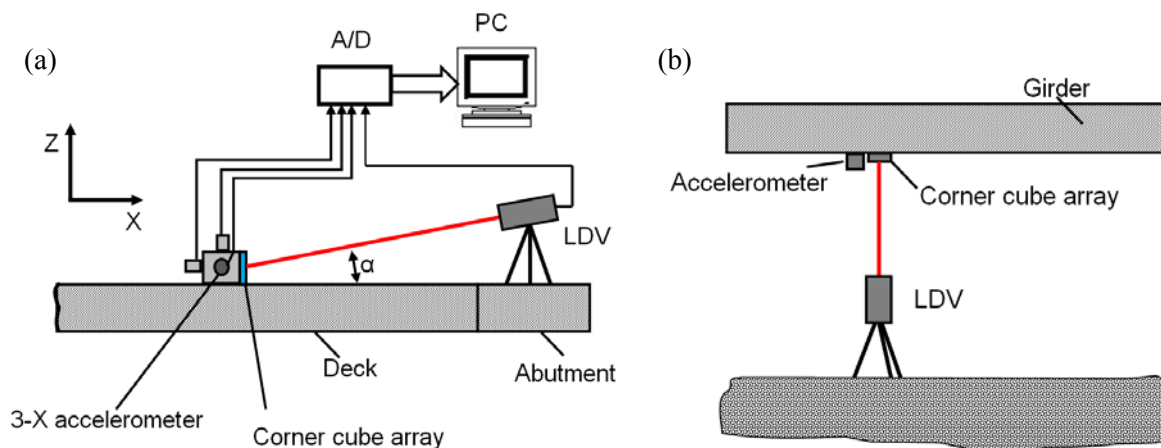 (a)
A/D
PC
Z
X
α
LDV
Deck
Abutment
3-X accelerometer
Corner cube array
(b)
Girder
Accelerometer
Corner cube array
LDV